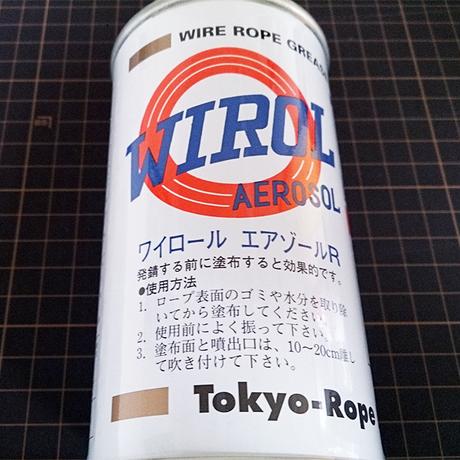 WIRE ROPE GREASE
WIROL
AEROSOL
ワイロール エアゾールR
発錆する前に塗布すると効果的です。
●使用方法
1. ロープ表面のゴミや水分を取り除
いてから塗布してください。
2. 使用前によく振って下さい。
3. 塗布面と噴出口は、10〜20cm離し
て吹き付けて下さい。
Tokyo-Rope